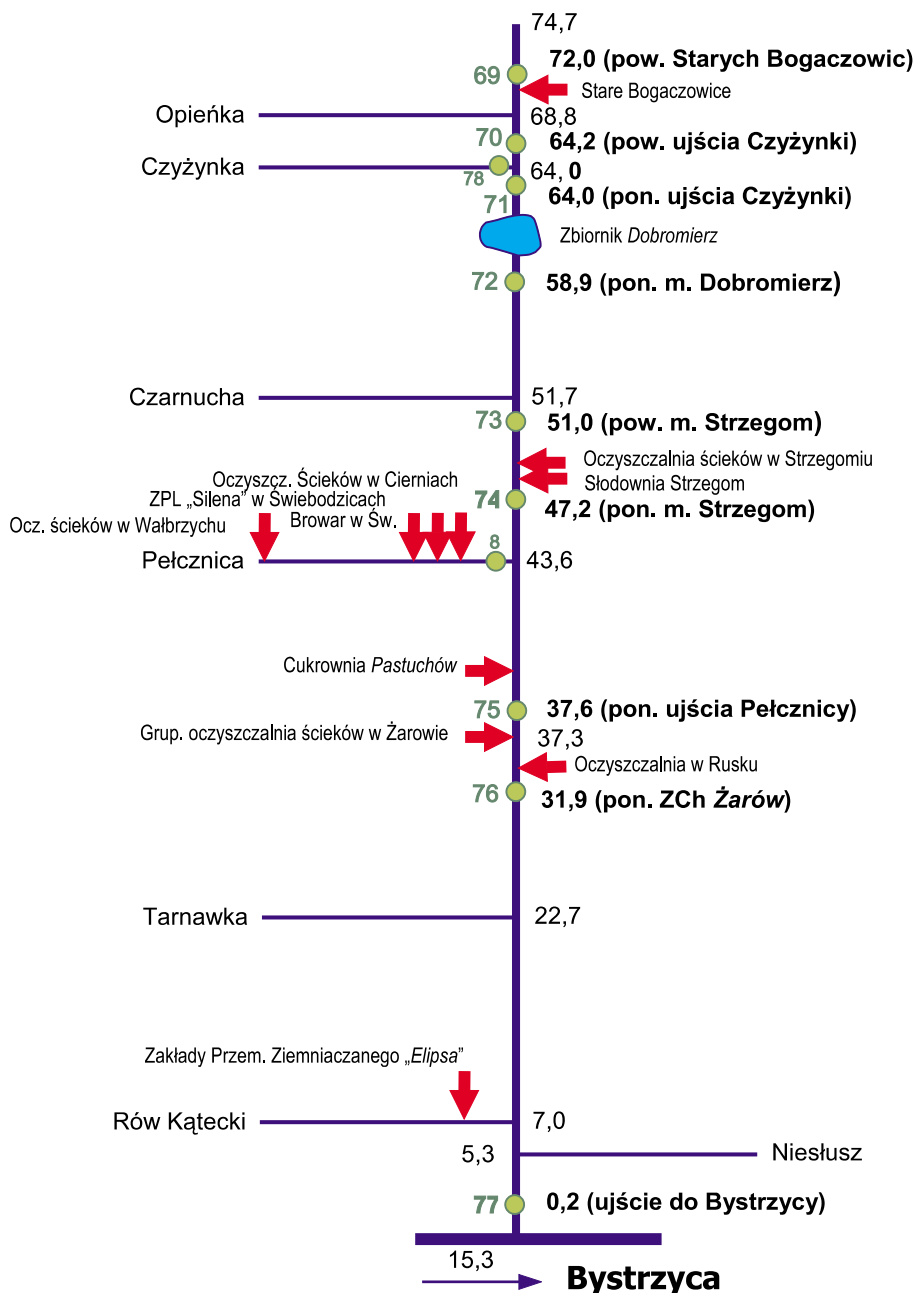 74,7
72,0 (pow. Starych Bogaczowic)
69
Stare Bogaczowice
Opieńka
68,8
70
64,2 (pow. ujścia Czyżynki)
Czyżynka
64, 0
78
71
64,0 (pon. ujścia Czyżynki)
Zbiornik Dobromierz
72
58,9 (pon. m. Dobromierz)
Czarnucha
51,7
73
51,0 (pow. m. Strzegom)
Oczyszczalnia ścieków w Strzegomiu
Oczyszcz. Ścieków w Cierniach
Słodownia Strzegom
ZPL „Silena” w Świebodzicach
74
47,2 (pon. m. Strzegom)
Ocz. ścieków w Wałbrzychu
Browar w Św.
8
Pełcznica
43,6
Cukrownia Pastuchów
75
37,6 (pon. ujścia Pełcznicy)
Grup. oczyszczalnia ścieków w Żarowie
37,3
Oczyszczalnia w Rusku
76
31,9 (pon. ZCh Żarów)
Tarnawka
22,7
Zakłady Przem. Ziemniaczanego „Elipsa”
Rów Kątecki
7,0
5,3
Niesłusz
77
0,2 (ujście do Bystrzycy)
15,3
Bystrzyca